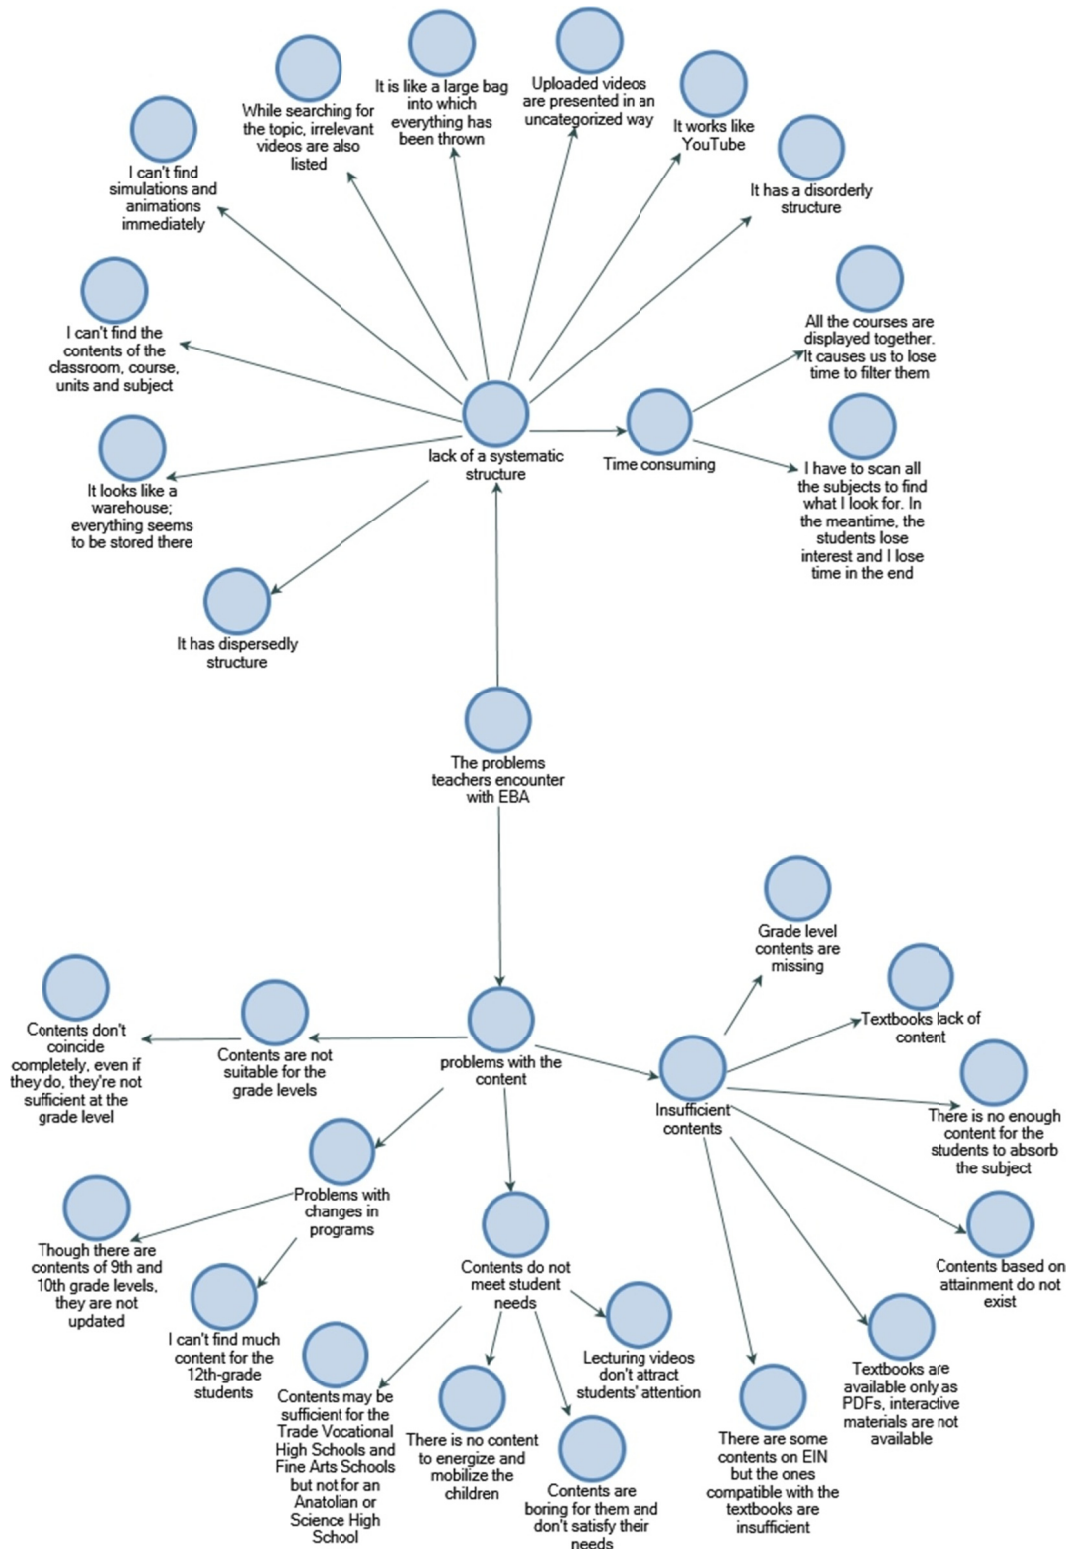 It is like a large bag
into which
everything has
been thrown
Uploaded videos
are presented in an
uncategorized way
While searching for
the topic, irrelevant
videos are also
listed
It works like
YouTube
I can't find
simulations and
animations
immediately
It has a disorderly
structure
I can't find the
contents of the
classroom, course,
units and subject
All the courses are
displayed together.
It causes us to lose
time to filter them
lack of a systematic
structure
Time consuming
It looks like a
warehouse;
everything seems
to be stored there
I have to scan all
the subjects to find
what I look for. In
the meantime, the
students lose
interest and I lose
time in the end
It has dispersedly
structure
The problems
teachers encounter
with EBA
Grade level
contents are
missing
Textbooks lack of
content
Contents don't
coincide
completely, even if
they do, they're not
sufficient at the
grade level
Contents are not
suitable for the
grade levels
problems with the
content
Insufficient
contents
There is no enough
content for the
students to absorb
the subject
Problems with
changes in
programs
Though there are
contents of 9th and
10th grade levels,
they are not
updated
Contents do not
meet student
needs
Contents based on
attainment do not
exist
I can't find much
content for the
12th-grade
students
Lecturing videos
don't attract
students' attention
Textbooks are
available only as
PDFs, interactive
materials are not
available
Contents may be
sufficient for the
Trade Vocational
High Schools and
Fine Arts Schools
but not for an
Anatolian or
Science High
School
There is no content
to energize and
mobilize the
children
Contents are
boring for them and
don't satisfy their
needs
There are some
contents on EIN
but the ones
compatible with the
textbooks are
insufficient